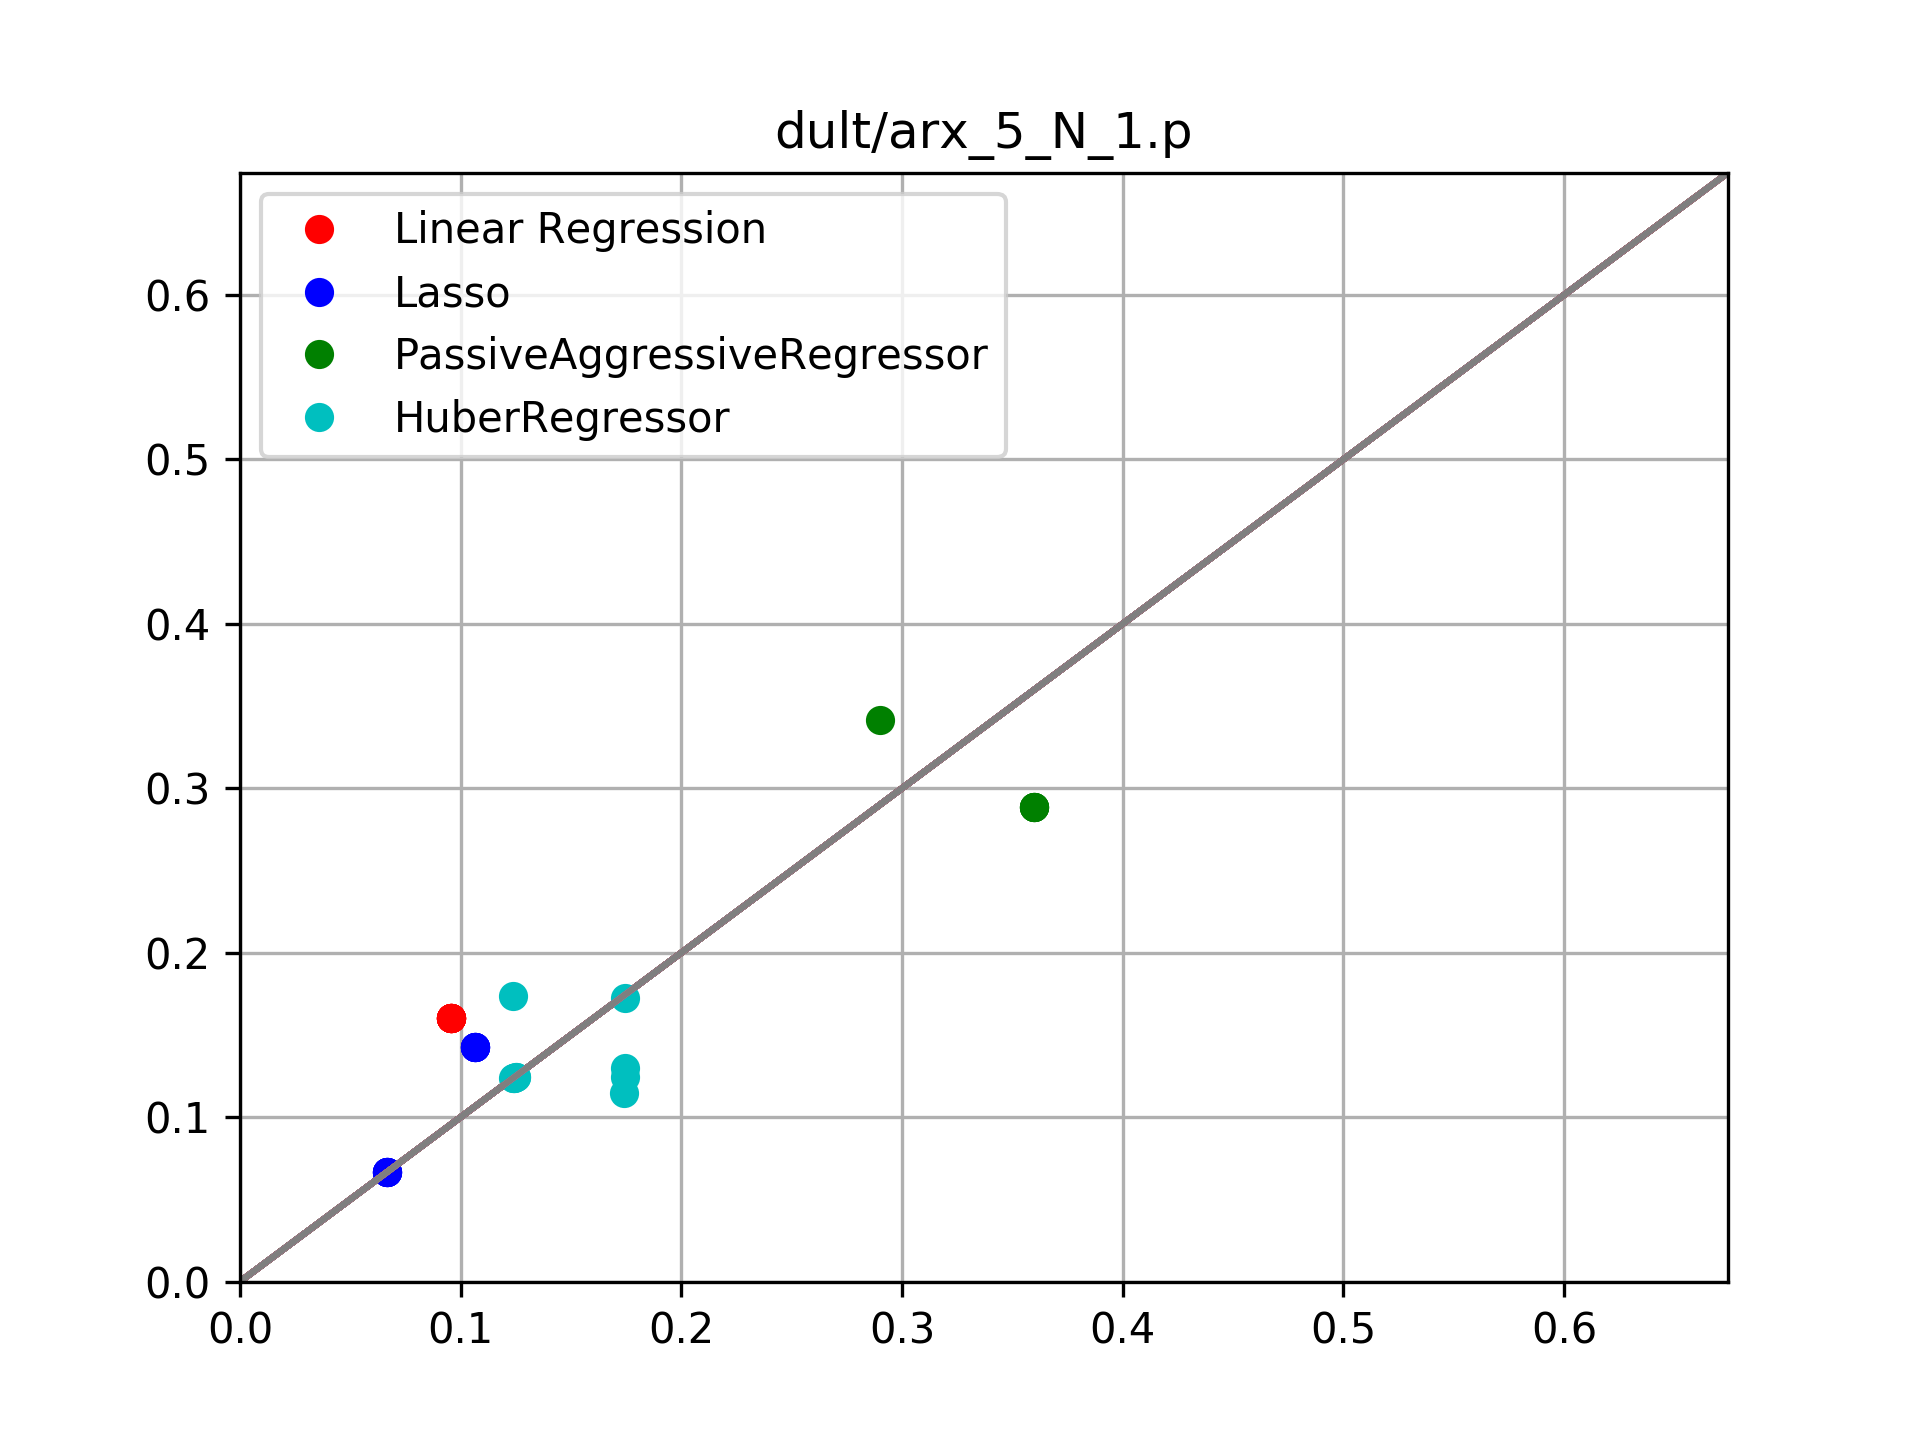 dult/arx_5_N_1.p
Linear Regression
Lasso
PassiveAggressiveRegressor
HuberRegressor
0.6
0.5
0.4
0.3
0.2
0.1
0.0
0.0 0.1 0.2 0.3 0.4 0.5 0.6